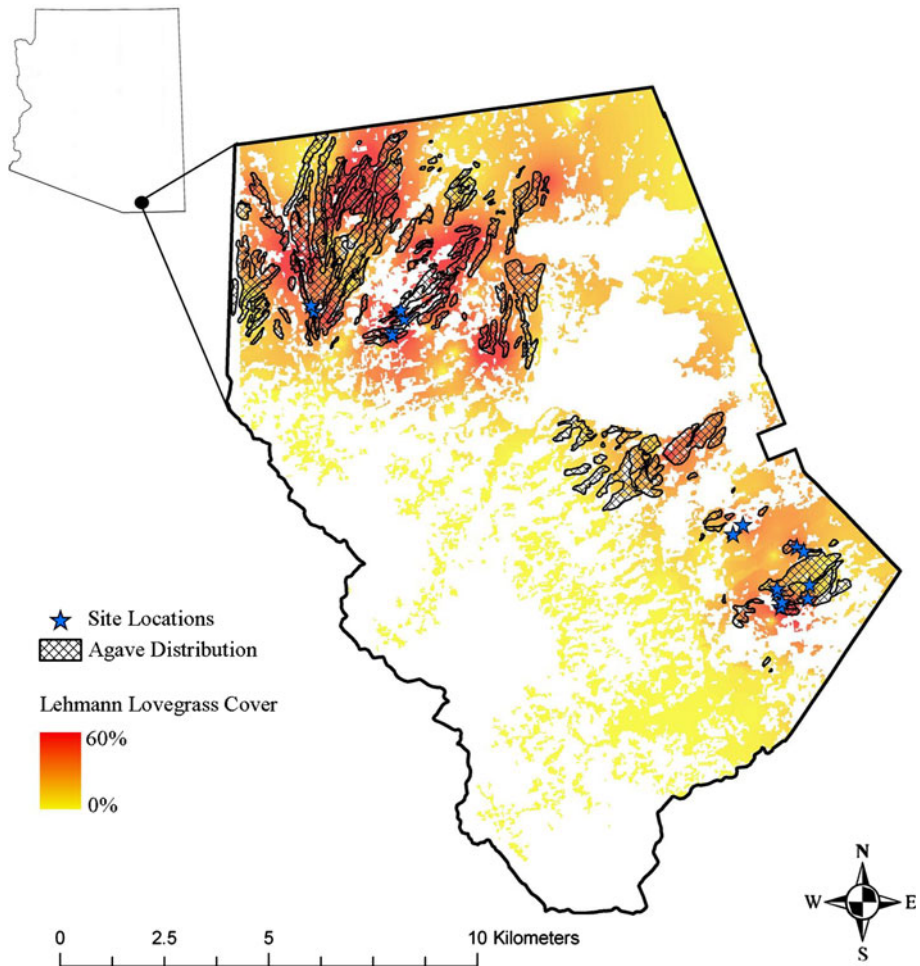 Site Locations
Agave Distribution
Lehmann Lovegrass Cover
60%
0%
N
W E
S
0 2.5 5 10 Kilometers